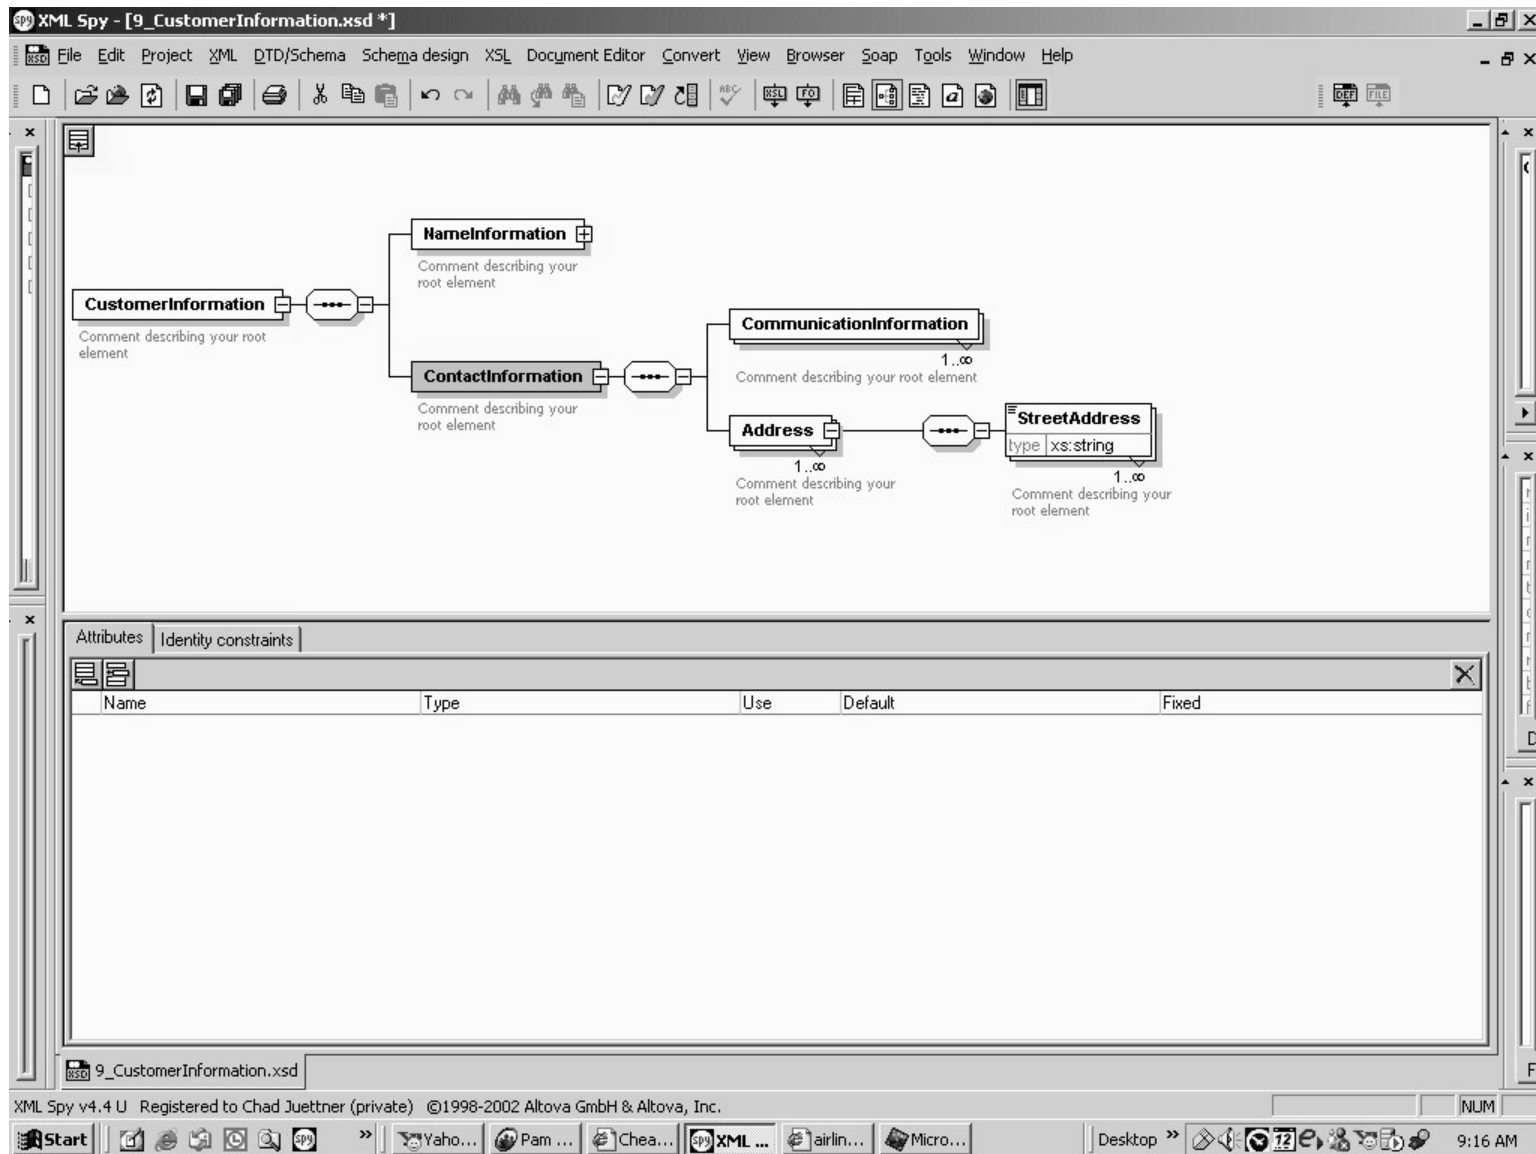 XML Spy - [9_CustomerInformation.xsd *]
File Edit Project XML DTD/Schema Schema design XSL Document Editor Convert View Browser Soap Tools Window Help
NameInformation
Comment describing your
root element
CustomerInformation
Comment describing your root
element
CommunicationInformation
1..∞
Comment describing your root element
ContactInformation
Comment describing your
root element
Address
1..∞
Comment describing your
root element
StreetAddress
type xs:string
1..∞
Comment describing your
root element
Attributes Identity constraints
Name Type Use Default Fixed
9_CustomerInformation.xsd
XML Spy v4.4 U Registered to Chad Juettner (private) ©1998-2002 Altova GmbH & Altova, Inc. NUM
Start Yaho... Pam ... Chea... XML ... airlin... Micro... Desktop » 9:16 AM